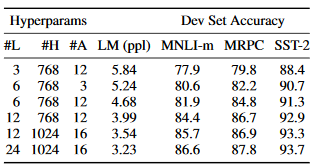 Hyperparams Dev Set Accuracy
#L #H #A LM (ppl) MNLI-m MRPC SST-2
3 768 12 5.84 77.9 79.8 88.4
6 768 3 5.24 80.6 82.2 90.7
6 768 12 4.68 81.9 84.8 91.3
12 768 12 3.99 84.4 86.7 92.9
12 1024 16 3.54 85.7 86.9 93.3
24 1024 16 3.23 86.6 87.8 93.7